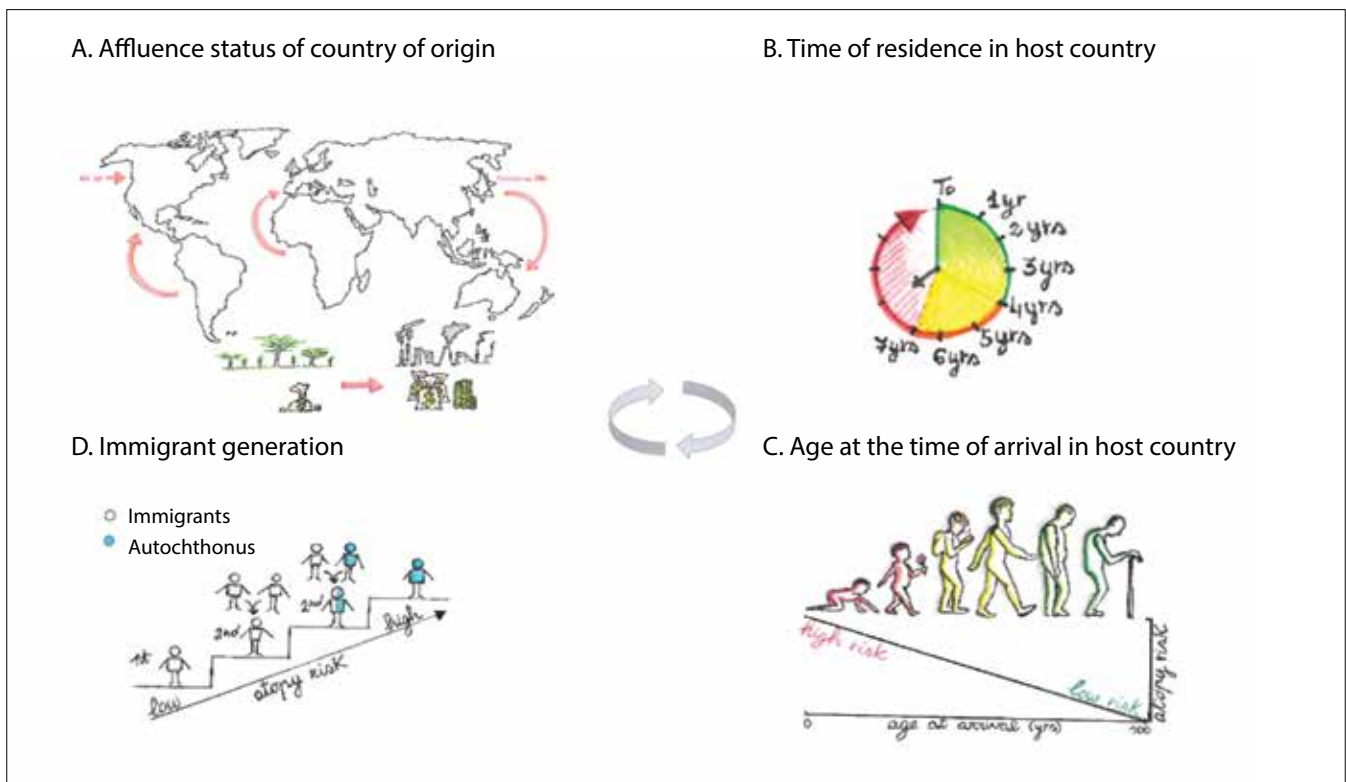 A. Affluence status of country of origin
B. Time of residence in host country
To
1yr
2yrs
3yrs
4yrs
5yrs
6yrs
7yrs
D. Immigrant generation
Immigrants
Autochthonus
1st
2nd
2nd
low
atopy risk
high
C. Age at the time of arrival in host country
high risk
low risk
atopy risk
0
age at arrival (yrs)
100